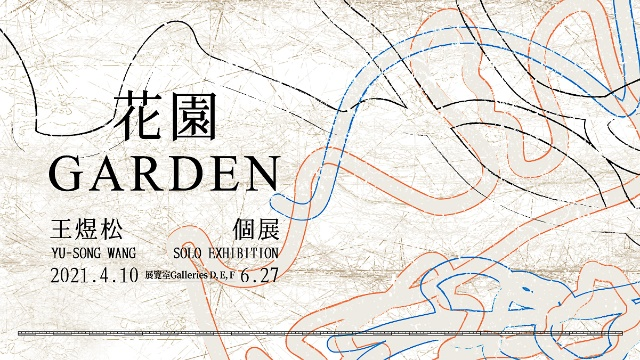 花園
GARDEN
王煜松 個展
YU-SONG WANG SOLO EXHIBITION
2021.4.10 展覽室Galleries D, E, F 6.27